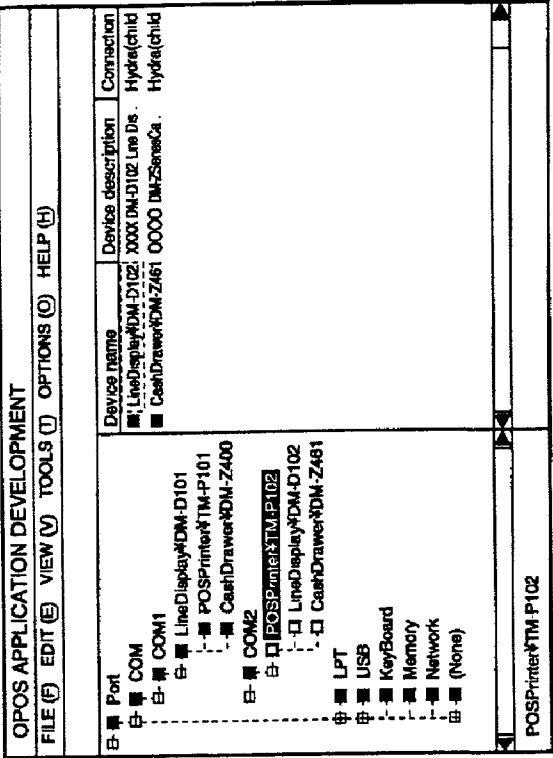 OPOS APPLICATION DEVELOPMENT
FILE (F) EDIT (E) VIEW (V) TOOLS (T) OPTIONS (O) HELP (H)
Port
COM
COM1
LineDisplay¥DM-D101
POSPrinter¥TM-P101
CashDrawer¥DM-Z400
COM2
POSPrinter¥TM-P102
LineDisplay¥DM-D102
CashDrawer¥DM-Z461
LPT
USB
KeyBoard
Memory
Network
(None)
Device name Device description Connection
LineDisplay¥DM-D102 XXXX DM-D102 Line Dis . Hydra(child
CashDrawer¥DM-Z461 OOOO DM-ZSeriesCa . Hydra(child
POSPrinter¥TM-P102